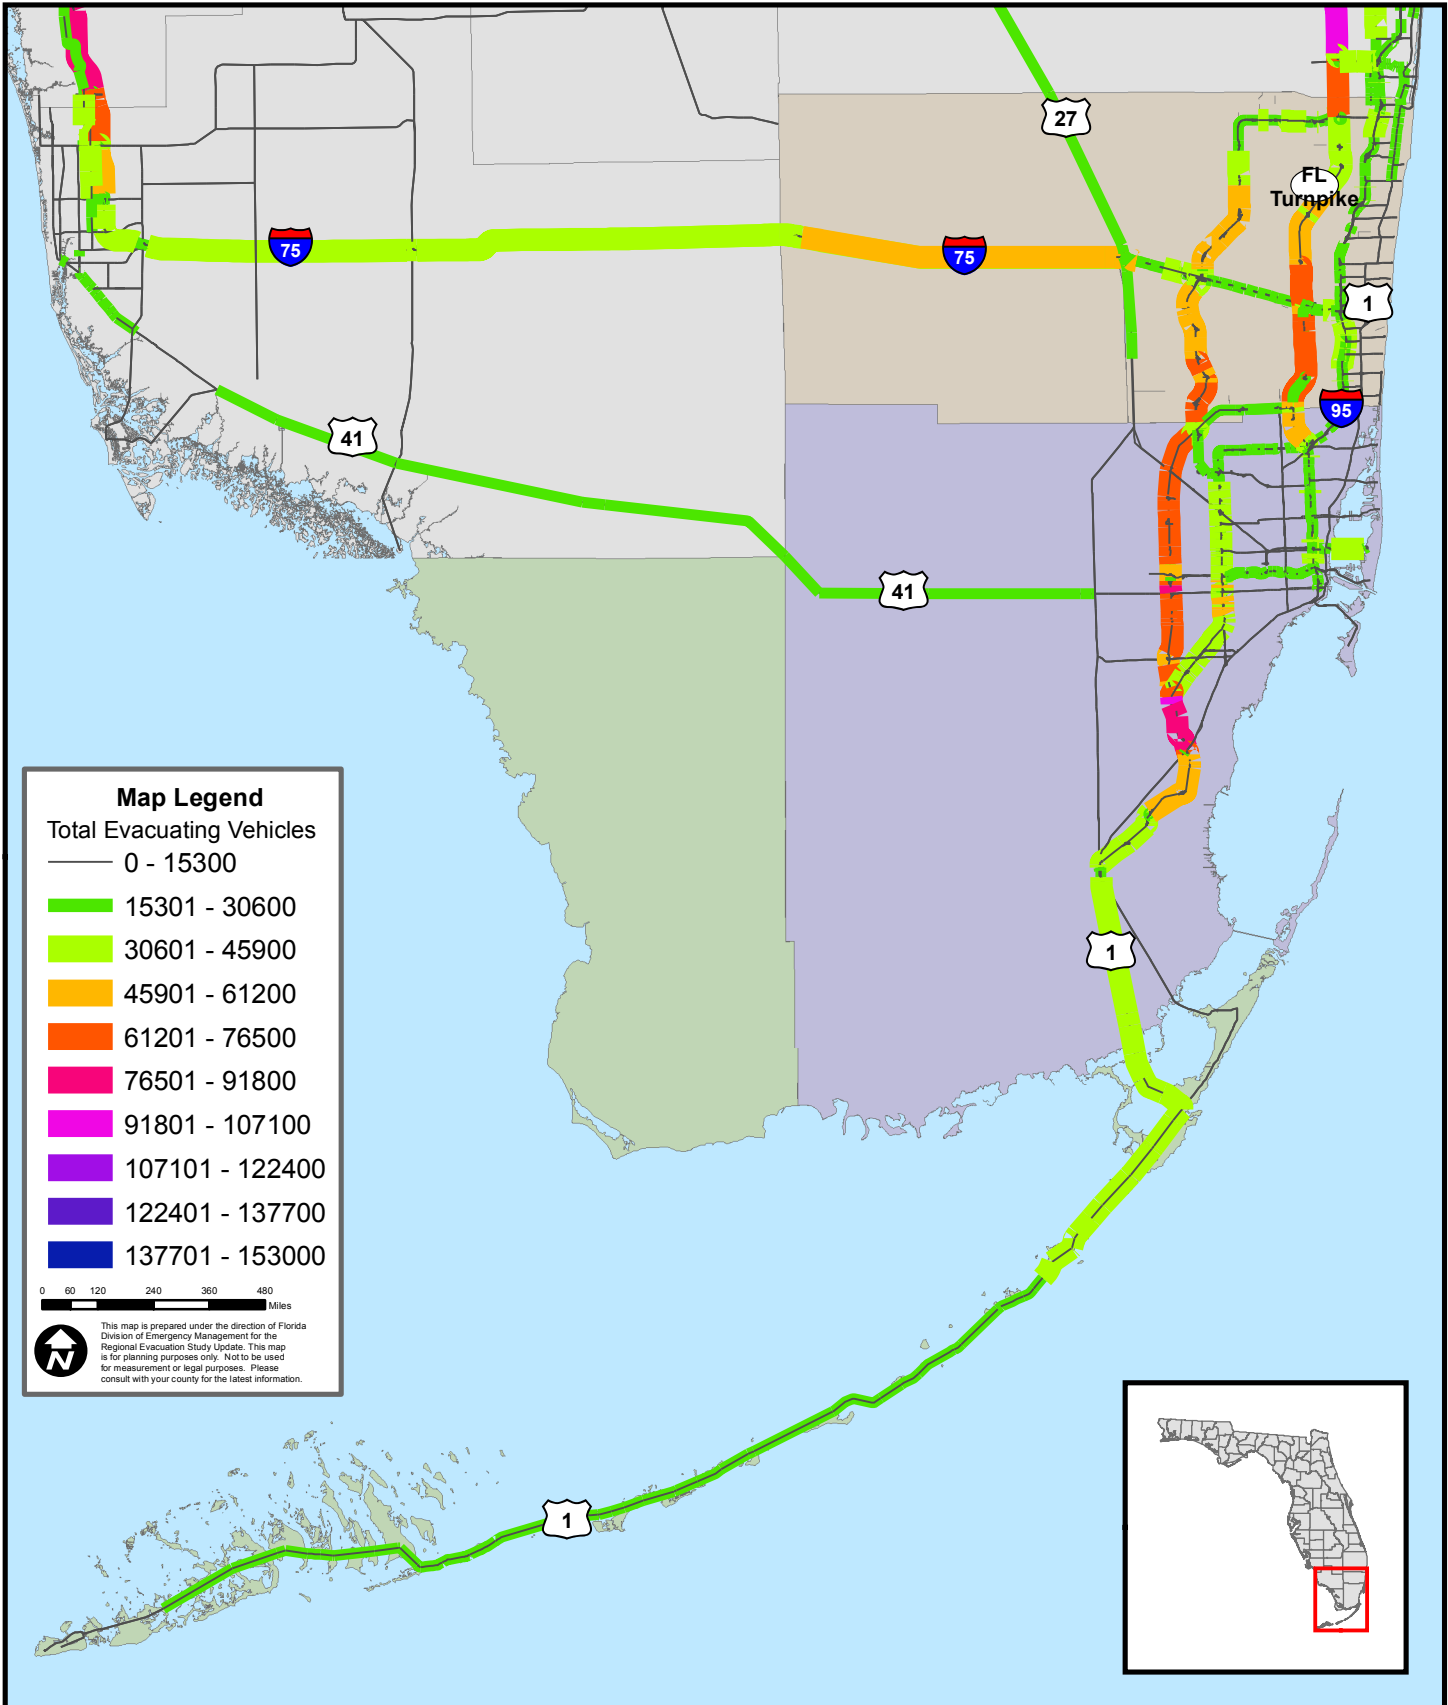 27
FL
Turnpike
75
75
1
95
41
41
1
1
Map Legend
Total Evacuating Vehicles
0 - 15300
15301 - 30600
30601 - 45900
45901 - 61200
61201 - 76500
76501 - 91800
91801 - 107100
107101 - 122400
122401 - 137700
137701 - 153000
0 60 120 240 360 480
Miles
N
This map is prepared under the direction of Florida
Division of Emergency Management for the
Regional Evacuation Study Update. This map
is for planning purposes only. Not to be used
for measurement or legal purposes. Please
consult with your county for the latest information.